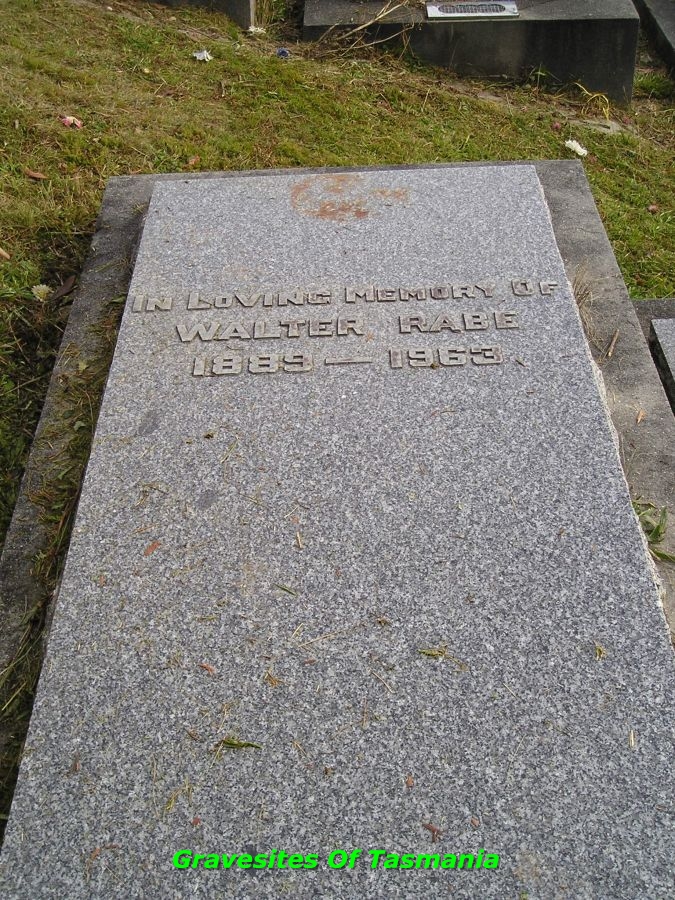 In Loving Memory Of
WALTER RABE
1889 — 1963
Gravesites Of Tasmania